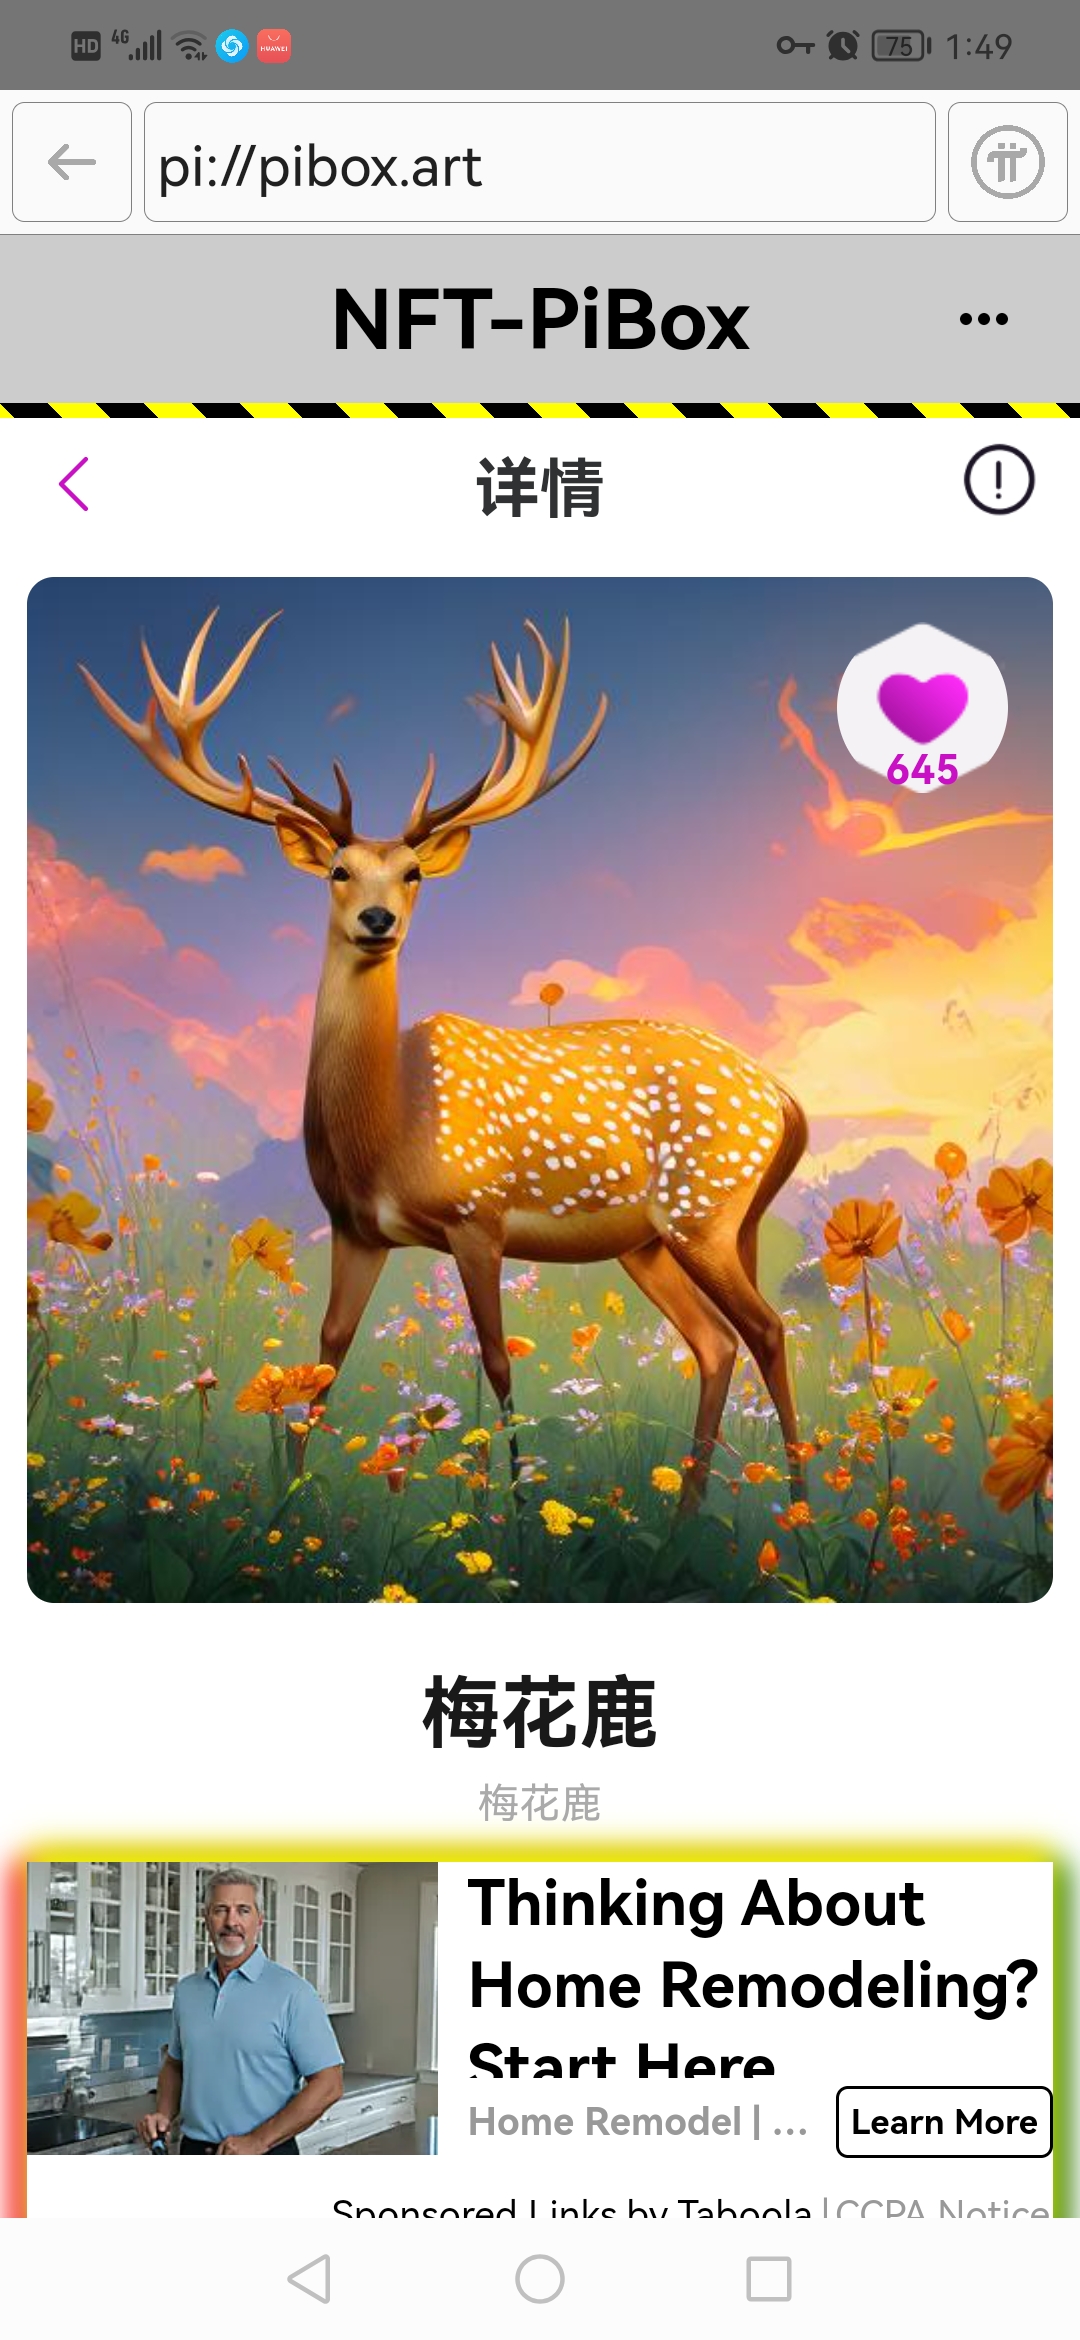 HD 4G HUAWEI 75 1:49
pi://pibox.art
NFT-PiBox
详情
645
梅花鹿
梅花鹿
Thinking About
Home Remodeling?
Start Here
Home Remodel | ...
Learn More
Sponsored Links by Taboola | CCPA Notice